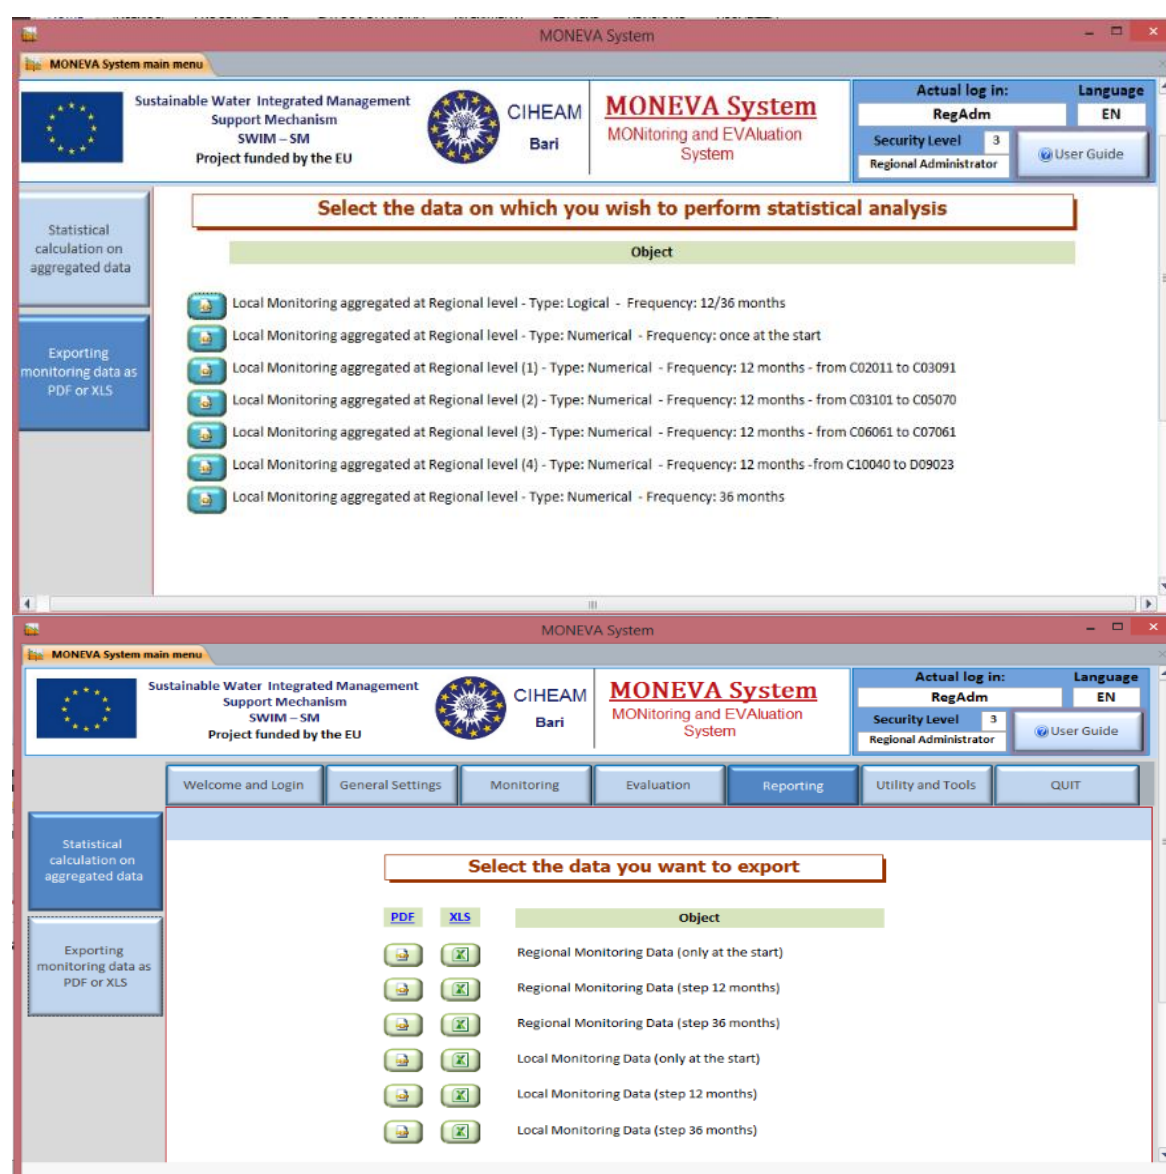 MONEVA System
MONEVA System main menu
Sustainable Water Integrated Management
Support Mechanism
SWIM – SM
Project funded by the EU
CIHEAM
Bari
MONEVA System
MONitoring and EVAluation
System
Actual log in:
Language
RegAdm
EN
Security Level
3
Regional Administrator
User Guide
Statistical
calculation on
aggregated data
Exporting
monitoring data as
PDF or XLS
Select the data on which you wish to perform statistical analysis
Object
Local Monitoring aggregated at Regional level - Type: Logical - Frequency: 12/36 months
Local Monitoring aggregated at Regional level - Type: Numerical - Frequency: once at the start
Local Monitoring aggregated at Regional level (1) - Type: Numerical - Frequency: 12 months - from C02011 to C03091
Local Monitoring aggregated at Regional level (2) - Type: Numerical - Frequency: 12 months - from C03101 to C05070
Local Monitoring aggregated at Regional level (3) - Type: Numerical - Frequency: 12 months - from C06061 to C07061
Local Monitoring aggregated at Regional level (4) - Type: Numerical - Frequency: 12 months -from C10040 to D09023
Local Monitoring aggregated at Regional level - Type: Numerical - Frequency: 36 months
MONEVA System
MONEVA System main menu
Sustainable Water Integrated Management
Support Mechanism
SWIM – SM
Project funded by the EU
CIHEAM
Bari
MONEVA System
MONitoring and EVAluation
System
Actual log in:
Language
RegAdm
EN
Security Level
3
Regional Administrator
User Guide
Welcome and Login
General Settings
Monitoring
Evaluation
Reporting
Utility and Tools
QUIT
Statistical
calculation on
aggregated data
Exporting
monitoring data as
PDF or XLS
Select the data you want to export
PDF XLS Object
Regional Monitoring Data (only at the start)
Regional Monitoring Data (step 12 months)
Regional Monitoring Data (step 36 months)
Local Monitoring Data (only at the start)
Local Monitoring Data (step 12 months)
Local Monitoring Data (step 36 months)